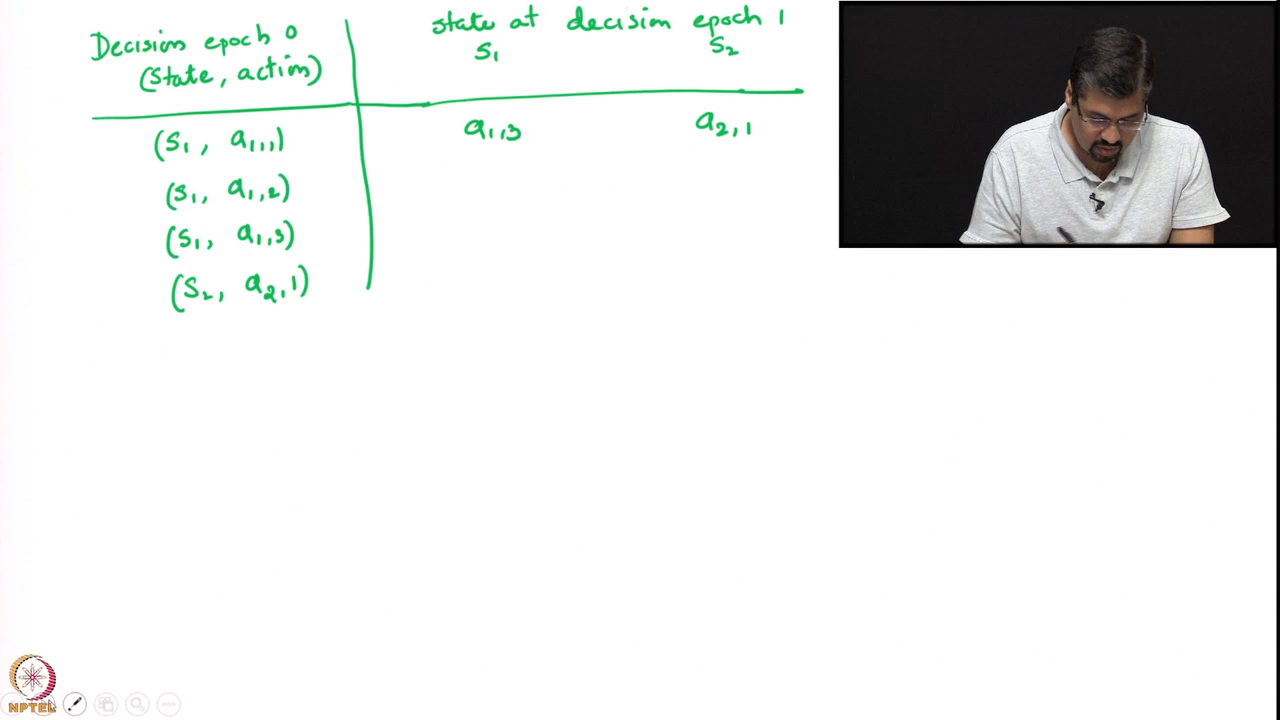 Decision epoch 0
(state, action)
state at decision epoch 1
s₁ s₂
(s₁, a₁,₁) a₁,₃ a₂,₁
(s₁, a₁,₂)
(s₁, a₁,₃)
(s₂, a₂,₁)
NPTEL